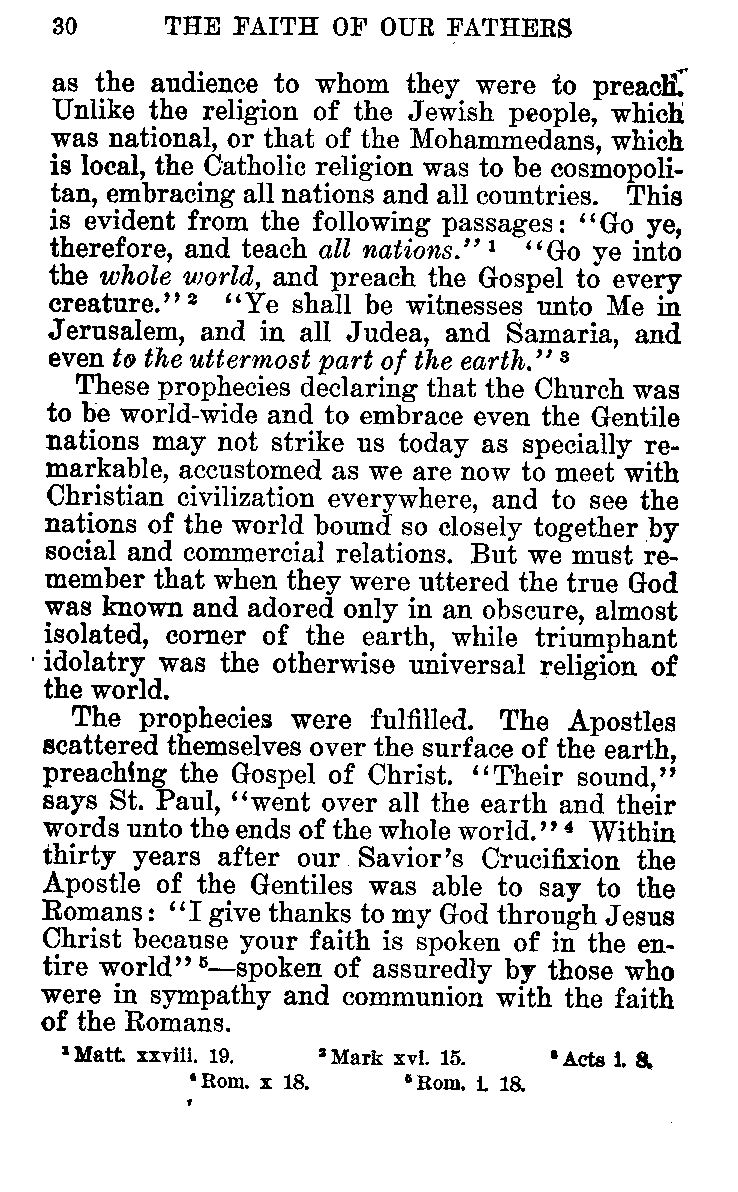 30 THE FAITH OF OUR FATHERS
as the audience to whom they were to preach.
Unlike the religion of the Jewish people, which
was national, or that of the Mohammedans, which
is local, the Catholic religion was to be cosmopoli-
tan, embracing all nations and all countries. This
is evident from the following passages: “Go ye,
therefore, and teach all nations.” ¹ “Go ye into
the whole world, and preach the Gospel to every
creature.” ² “Ye shall be witnesses unto Me in
Jerusalem, and in all Judea, and Samaria, and
even to the uttermost part of the earth.” ³
These prophecies declaring that the Church was
to be world-wide and to embrace even the Gentile
nations may not strike us today as specially re-
markable, accustomed as we are now to meet with
Christian civilization everywhere, and to see the
nations of the world bound so closely together by
social and commercial relations. But we must re-
member that when they were uttered the true God
was known and adored only in an obscure, almost
isolated, corner of the earth, while triumphant
idolatry was the otherwise universal religion of
the world.
The prophecies were fulfilled. The Apostles
scattered themselves over the surface of the earth,
preaching the Gospel of Christ. “Their sound,”
says St. Paul, “went over all the earth and their
words unto the ends of the whole world.” ⁴ Within
thirty years after our Savior's Crucifixion the
Apostle of the Gentiles was able to say to the
Romans: “I give thanks to my God through Jesus
Christ because your faith is spoken of in the en-
tire world” ⁵—spoken of assuredly by those who
were in sympathy and communion with the faith
of the Romans.
¹ Matt. xxviii. 19. ² Mark xvi. 15. ³ Acts i. 8.
⁴ Rom. x 18. ⁵ Rom. i. 18.